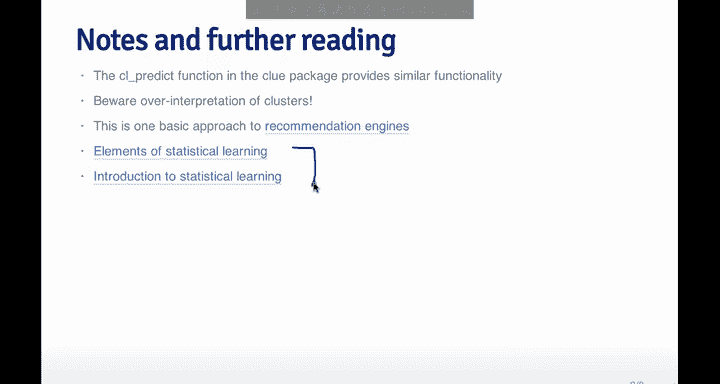 Notes and further reading
· The cl_predict function in the clue package provides similar functionality
· Beware over-interpretation of clusters!
· This is one basic approach to recommendation engines
· Elements of statistical learning
· Introduction to statistical learning